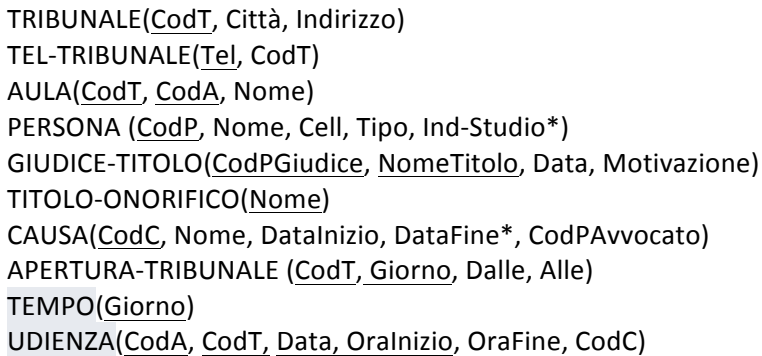 TRIBUNALE(CodT, Città, Indirizzo)
TEL-TRIBUNALE(Tel, CodT)
AULA(CodT, CodA, Nome)
PERSONA (CodP, Nome, Cell, Tipo, Ind-Studio*)
GIUDICE-TITOLO(CodPGiudice, NomeTitolo, Data, Motivazione)
TITOLO-ONORIFICO(Nome)
CAUSA(CodC, Nome, DataInizio, DataFine*, CodPAvvocato)
APERTURA-TRIBUNALE (CodT, Giorno, Dalle, Alle)
TEMPO(Giorno)
UDIENZA(CodA, CodT, Data, OraInizio, OraFine, CodC)